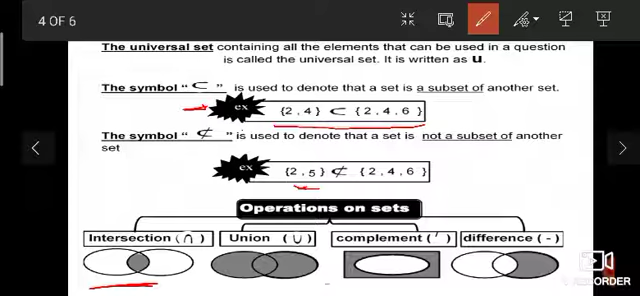 4 OF 6
The universal set containing all the elements that can be used in a question
is called the universal set. It is written as u.
The symbol “ ⊂ ” is used to denote that a set is a subset of another set.
ex {2,4} ⊂ {2,4,6}
The symbol “ ⊄ ” is used to denote that a set is not a subset of another
set
ex {2,5} ⊄ {2,4,6}
Operations on sets
Intersection (∩) Union (∪) complement (′) difference (-)
V RECORDER